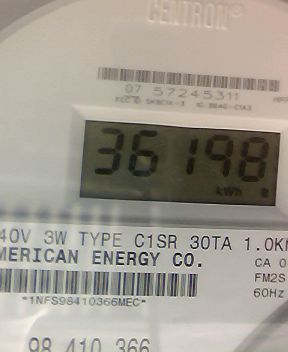 CENTRON®
07 57245311
36198
kWh
40V 3W TYPE C1SR 30TA 1.0K
MERICAN ENERGY CO.
CA 0
FM2S
60Hz
*1NFS98410366MEC*
98 410 366